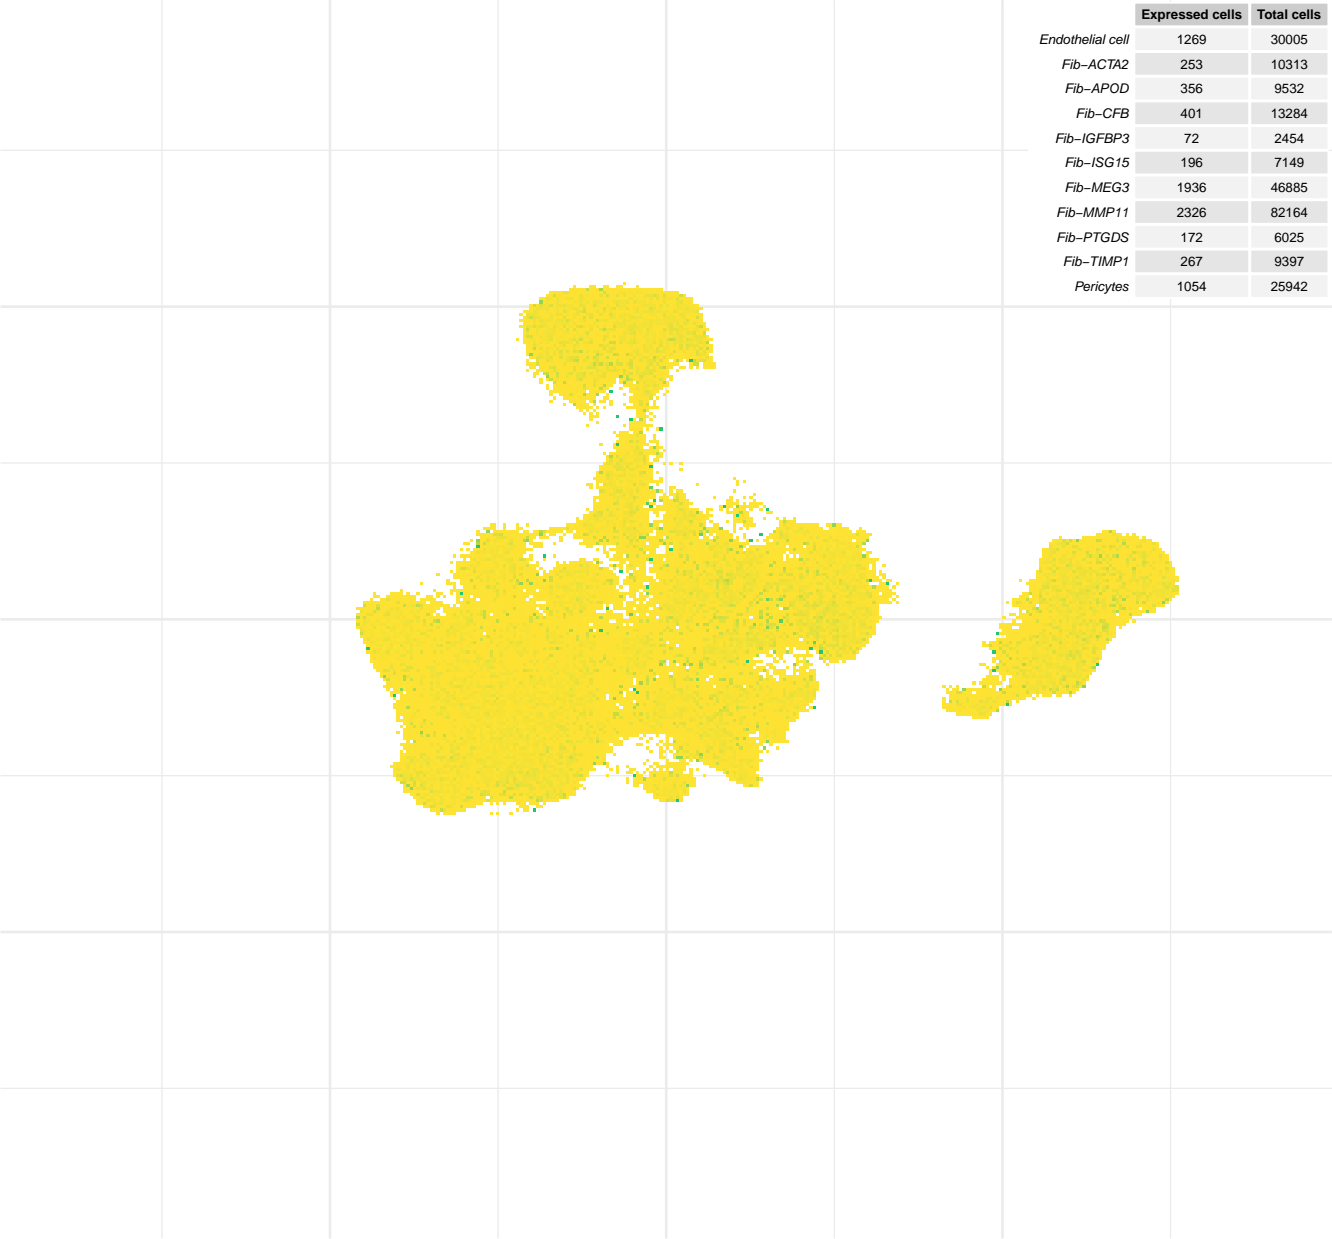 Expressed cells Total cells
Endothelial cell 1269 30005
Fib−ACTA2 253 10313
Fib−APOD 356 9532
Fib−CFB 401 13284
Fib−IGFBP3 72 2454
Fib−ISG15 196 7149
Fib−MEG3 1936 46885
Fib−MMP11 2326 82164
Fib−PTGDS 172 6025
Fib−TIMP1 267 9397
Pericytes 1054 25942